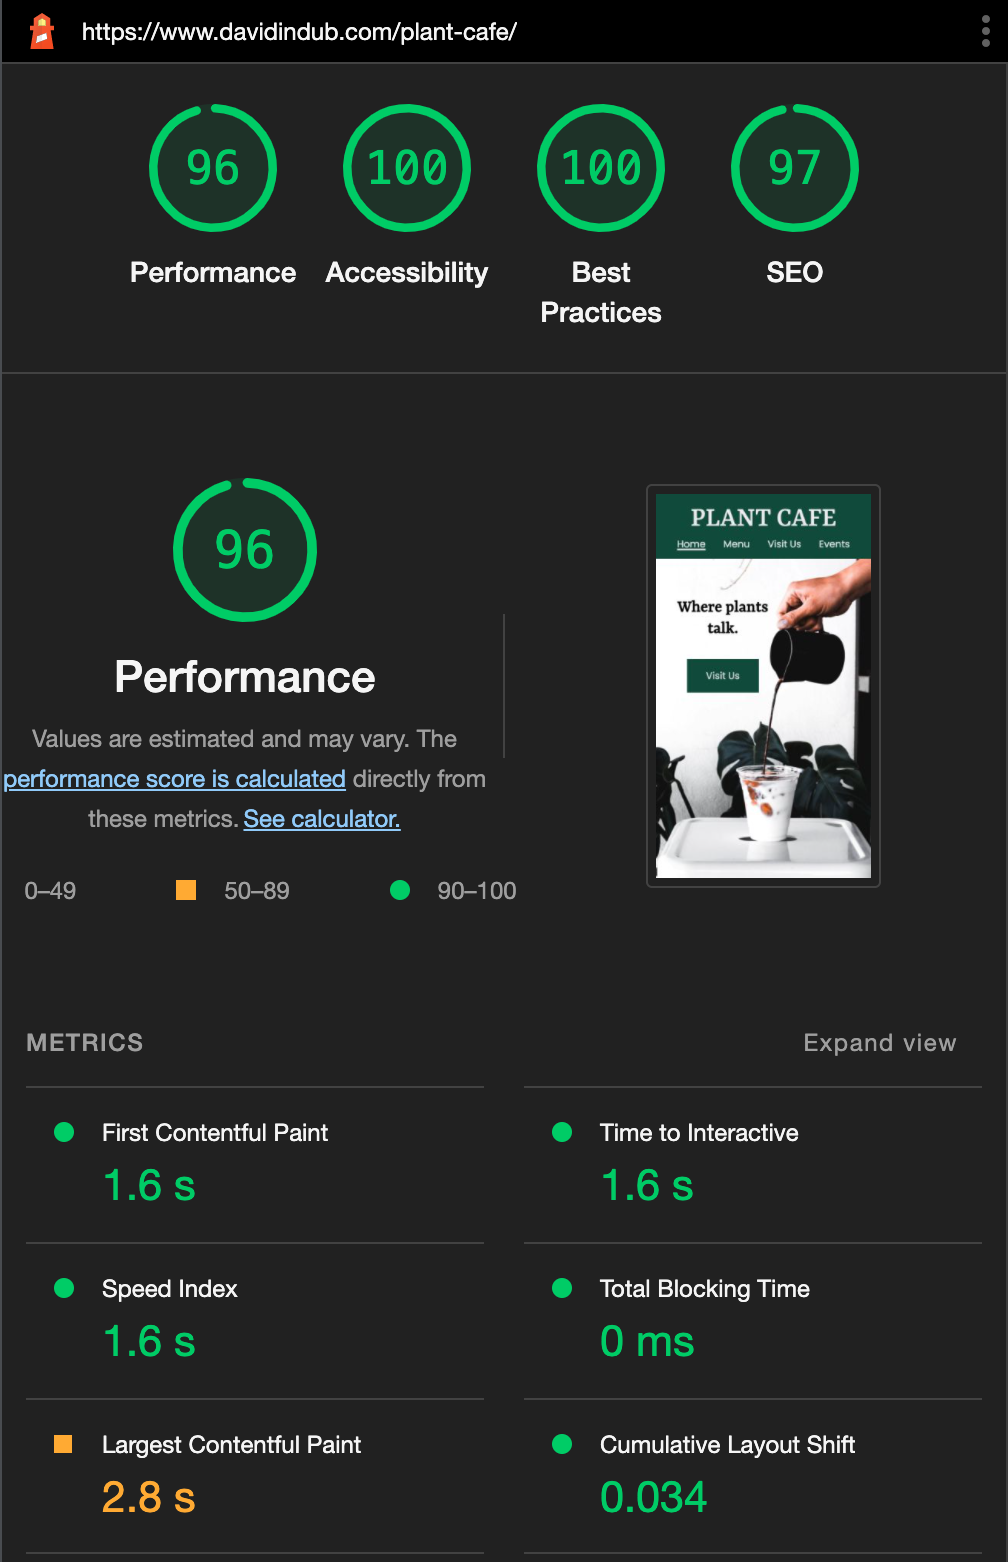 https://www.davidindub.com/plant-cafe/
96
100
100
97
Performance
Accessibility
Best
Practices
SEO
96
Performance
Values are estimated and may vary. The
performance score is calculated directly from
these metrics. See calculator.
0–49
50–89
90–100
PLANT CAFE
Home Menu Visit Us Events
Where plants
talk.
Visit Us
METRICS
Expand view
First Contentful Paint
1.6 s
Time to Interactive
1.6 s
Speed Index
1.6 s
Total Blocking Time
0 ms
Largest Contentful Paint
2.8 s
Cumulative Layout Shift
0.034